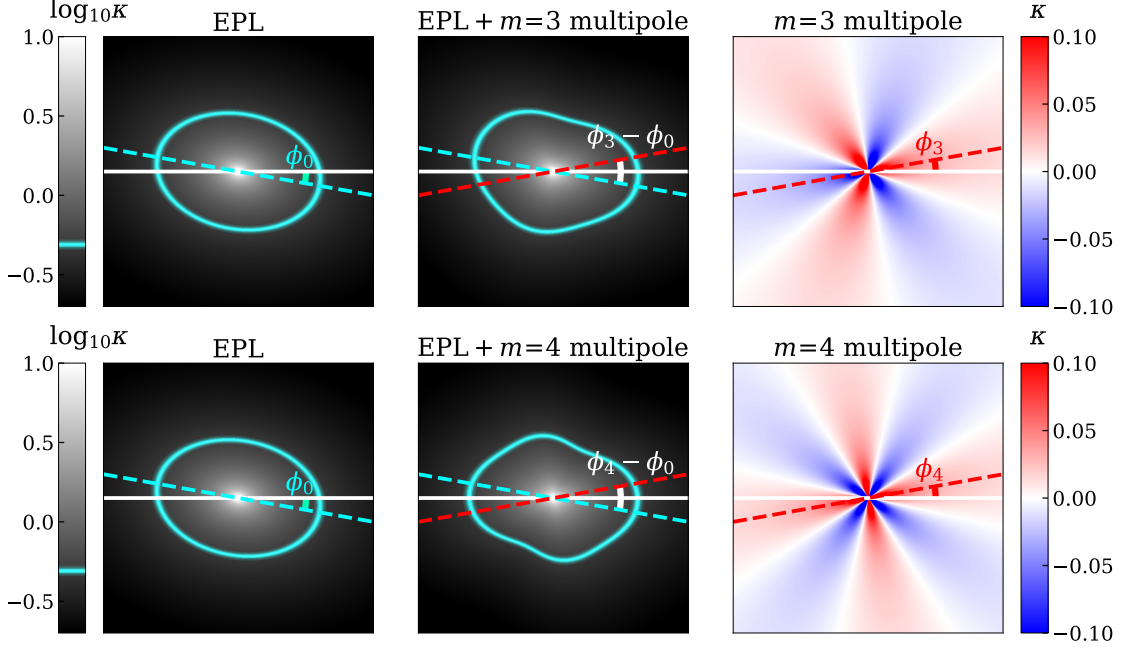 log₁₀κ
EPL
EPL + m=3 multipole
m=3 multipole
κ
1.0
0.5
0.0
−0.5
ϕ₀
ϕ₃ − ϕ₀
ϕ₃
0.10
0.05
0.00
−0.05
−0.10
log₁₀κ
EPL
EPL + m=4 multipole
m=4 multipole
κ
1.0
0.5
0.0
−0.5
ϕ₀
ϕ₄ − ϕ₀
ϕ₄
0.10
0.05
0.00
−0.05
−0.10